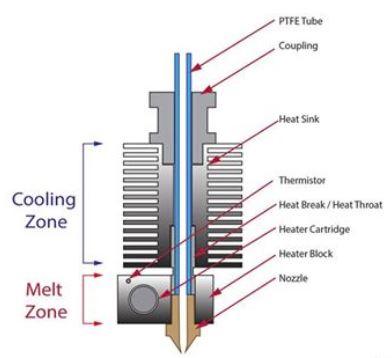 PTFE Tube
Coupling
Heat Sink
Thermistor
Heat Break / Heat Throat
Heater Cartridge
Heater Block
Nozzle
Cooling
Zone
Melt
Zone